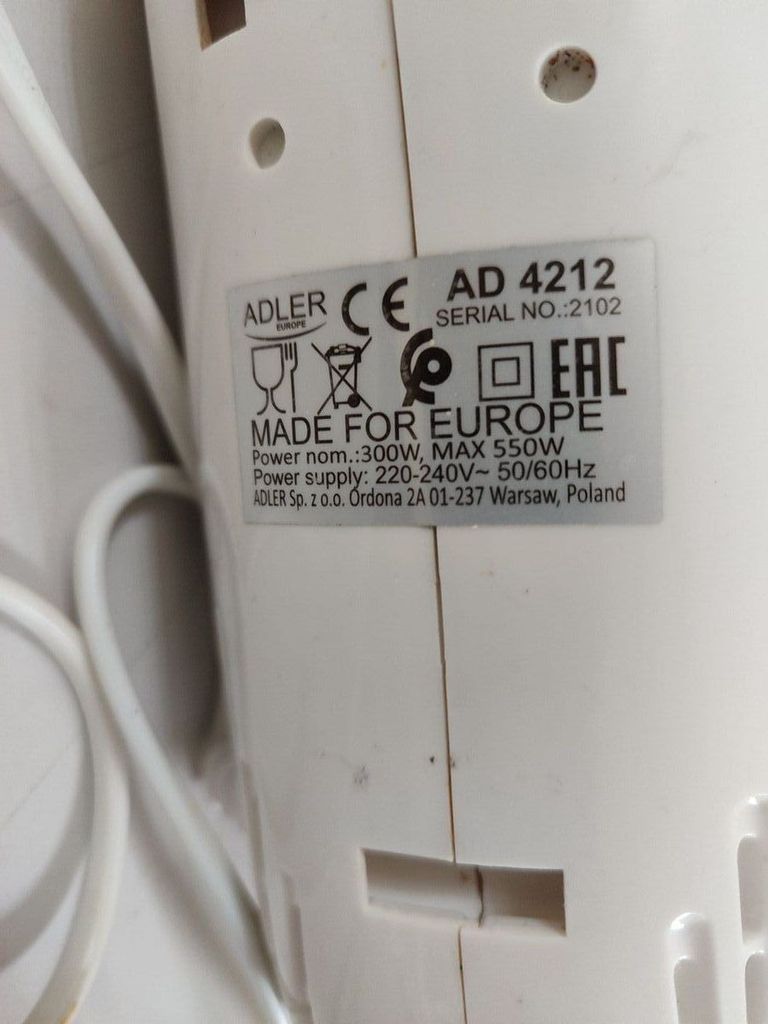 ADLER
EUROPE
CE
AD 4212
SERIAL NO.:2102
EAC
MADE FOR EUROPE
Power nom.:300W, MAX 550W
Power supply: 220-240V~ 50/60Hz
ADLER Sp. z o.o. Ordona 2A 01-237 Warsaw, Poland